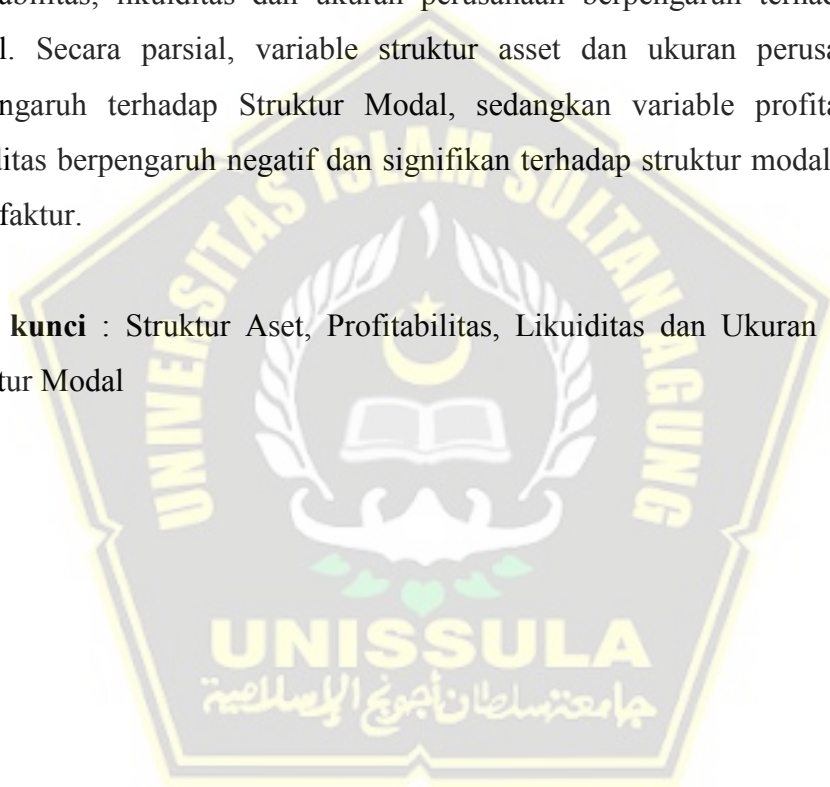 abilitas, likuiditas dan ukuran perusahaan berpengaruh terhad
l. Secara parsial, variable struktur asset dan ukuran perusa
ngaruh terhadap Struktur Modal, sedangkan variable profita
litas berpengaruh negatif dan signifikan terhadap struktur modal
faktur.
kunci : Struktur Aset, Profitabilitas, Likuiditas dan Ukuran
tur Modal
UNIVERSITAS ISLAM SULTAN AGUNG
UNISSULA
جامعة سلطان أجونج الإسلامية